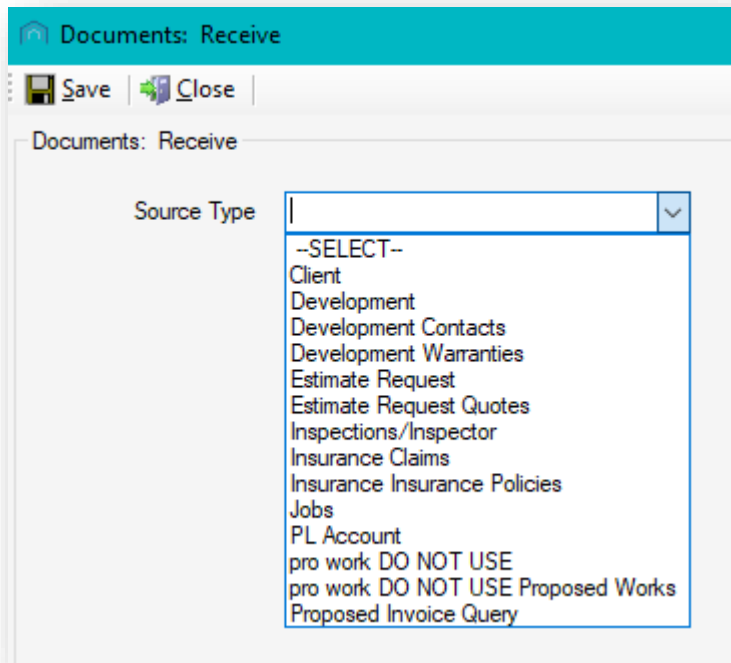 Documents: Receive
Save Close
Documents: Receive
Source Type
--SELECT--
Client
Development
Development Contacts
Development Warranties
Estimate Request
Estimate Request Quotes
Inspections/Inspector
Insurance Claims
Insurance Insurance Policies
Jobs
PL Account
pro work DO NOT USE
pro work DO NOT USE Proposed Works
Proposed Invoice Query